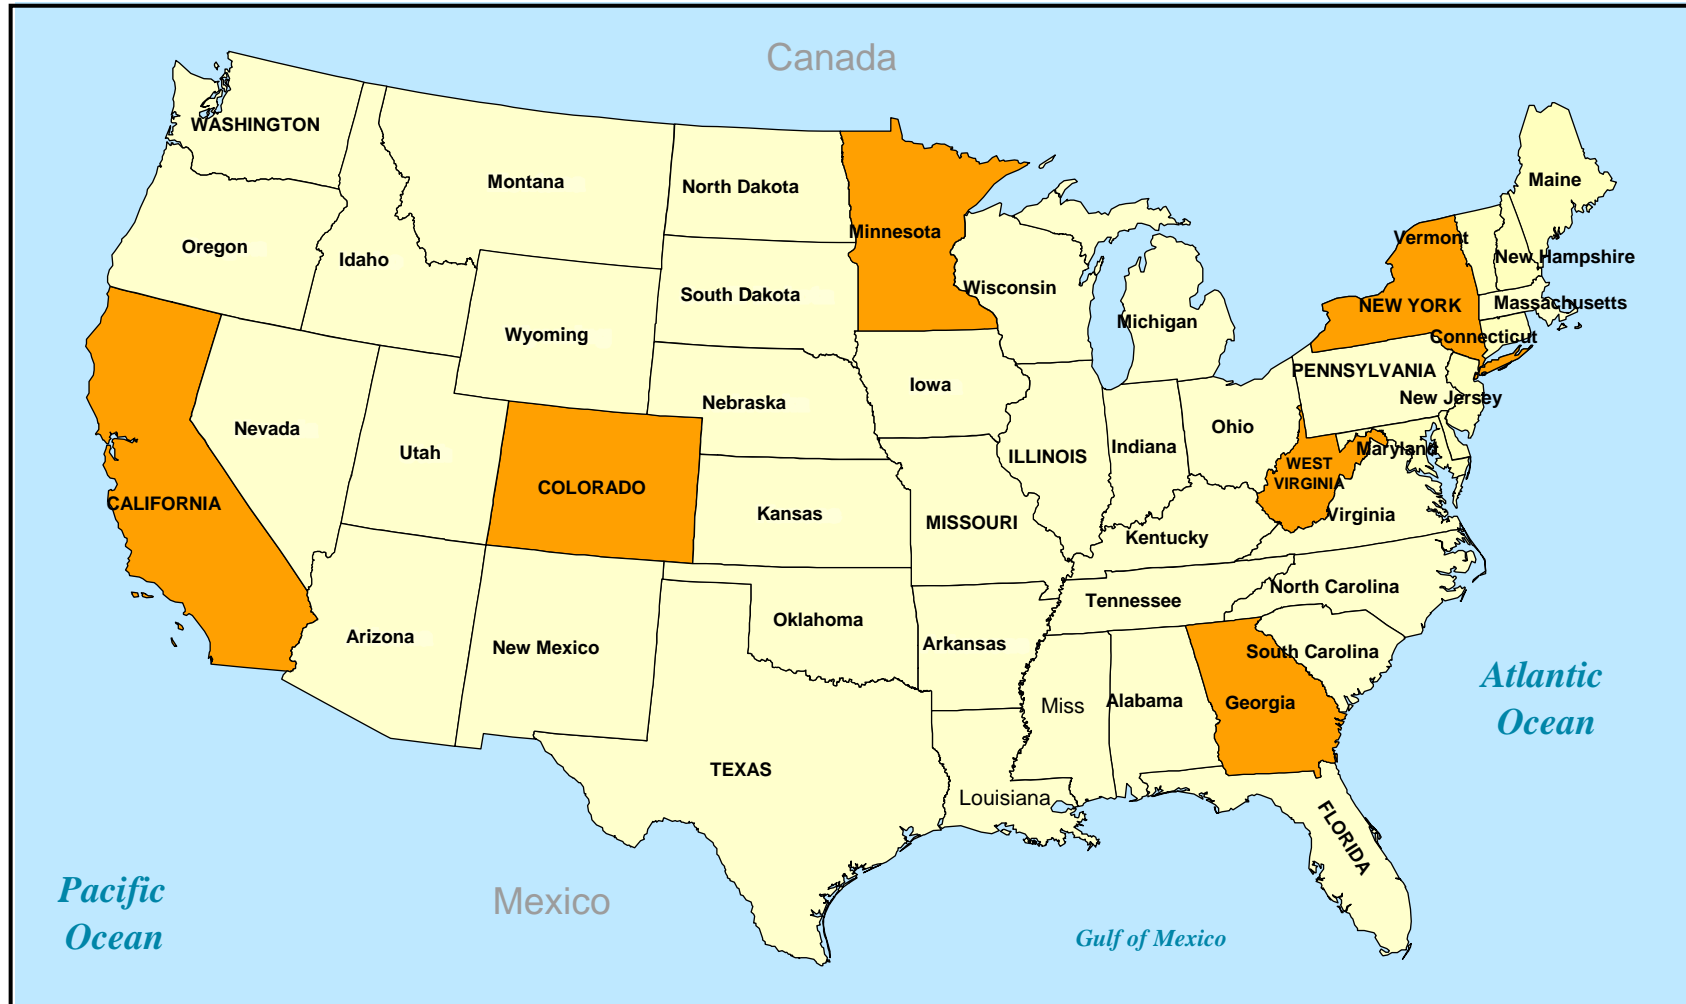 Canada
WASHINGTON
Montana
North Dakota
Maine
Minnesota
Vermont
Oregon
Idaho
New Hampshire
Wisconsin
South Dakota
Massachusetts
NEW YORK
Michigan
Wyoming
Connecticut
PENNSYLVANIA
Iowa
New Jersey
Nebraska
Ohio
Nevada
Indiana
Maryland
Utah
ILLINOIS
WEST
VIRGINIA
COLORADO
CALIFORNIA
Kansas
Virginia
MISSOURI
Kentucky
North Carolina
Tennessee
Oklahoma
Arizona
Arkansas
New Mexico
South Carolina
Atlantic
Ocean
Miss
Alabama
Georgia
TEXAS
Louisiana
FLORIDA
Pacific
Ocean
Mexico
Gulf of Mexico